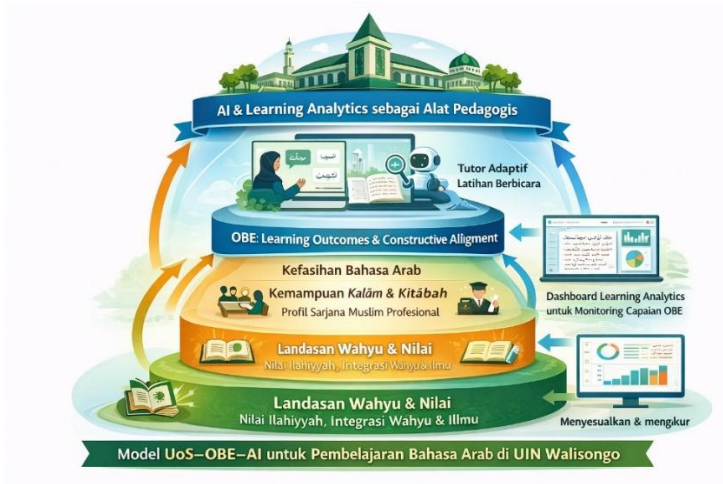 AI & Learning Analytics sebagai Alat Pedagogis
Tutor Adaptif
Latihan Berbicara
OBE: Learning Outcomes & Constructive Allignment
Kefasihan Bahasa Arab
Kemampuan Kalām & Kitābah
Profil Sarjana Muslim Profesional
Dashboard Learning Analytics
untuk Monitoring Capaian OBE
Landasan Wahyu & Nilai
Nilai Ilahiyyah, Integrasi Wahyu & Ilmu
Landasan Wahyu & Nilai
Nilai Ilahiyyah, Integrasi Wahyu & Illmu
Menyesualkan & mengikur
Model UoS–OBE–AI untuk Pembelajaran Bahasa Arab di UIN Walisongo